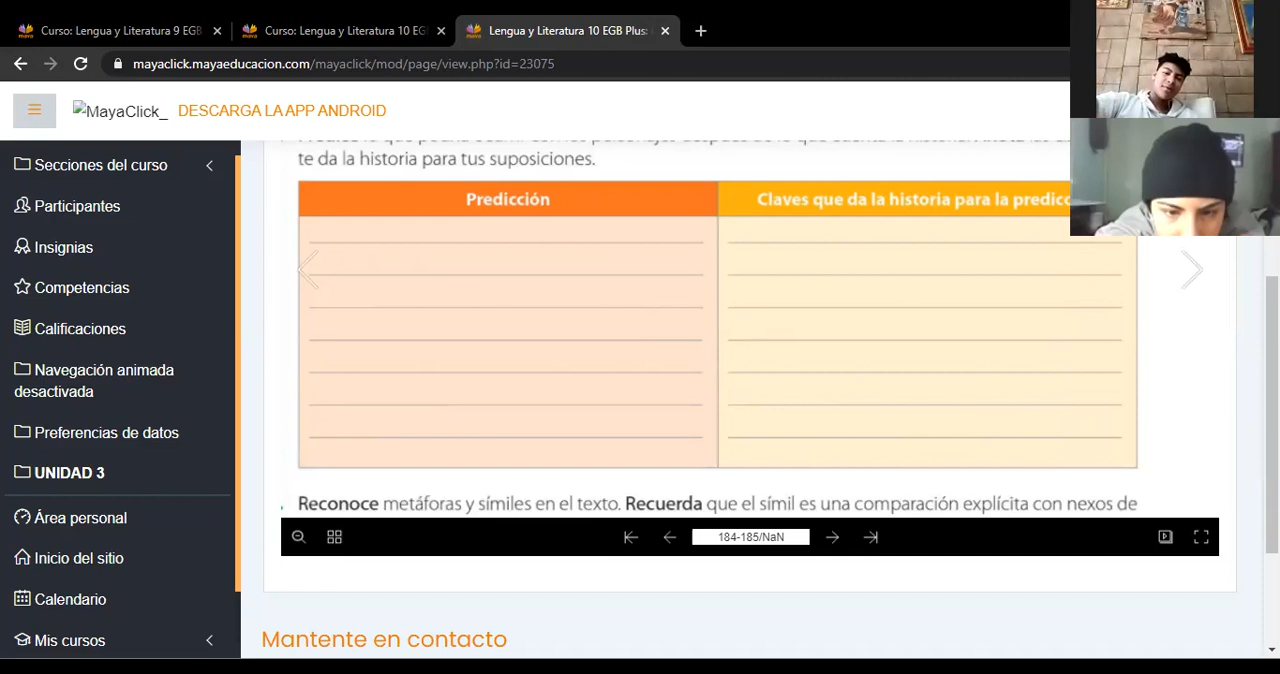 Curso: Lengua y Literatura 9 EGB
Curso: Lengua y Literatura 10 EG
Lengua y Literatura 10 EGB Plus:
mayaclick.mayaeducacion.com/mayaclick/mod/page/view.php?id=23075
MayaClick_
DESCARGA LA APP ANDROID
Secciones del curso
Participantes
Insignias
Competencias
Calificaciones
Navegación animada
desactivada
Preferencias de datos
UNIDAD 3
Área personal
Inicio del sitio
Calendario
Mis cursos
te da la historia para tus suposiciones.
Predicción
Claves que da la historia para la predicc
Reconoce metáforas y símiles en el texto. Recuerda que el símil es una comparación explícita con nexos de
184-185/NaN
Mantente en contacto